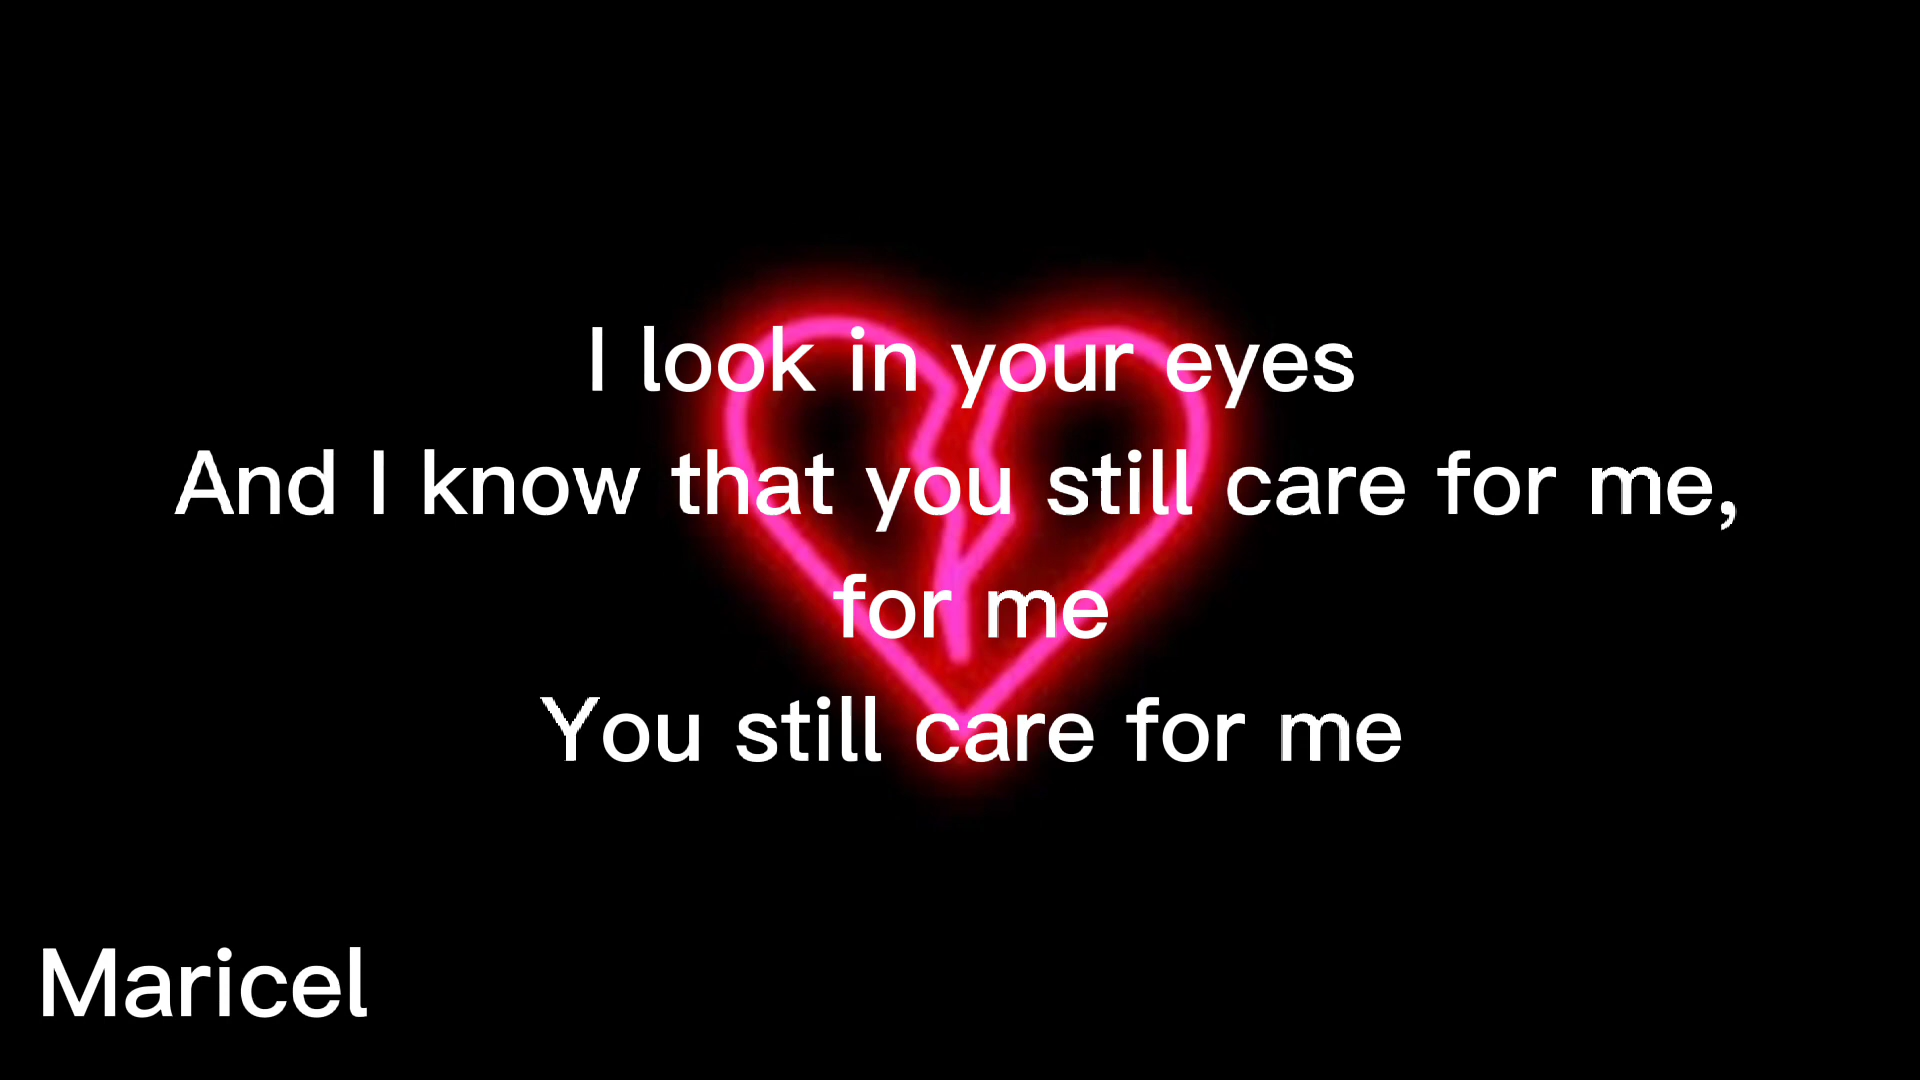 I look in your eyes
And I know that you still care for me,
for me
You still care for me
Maricel